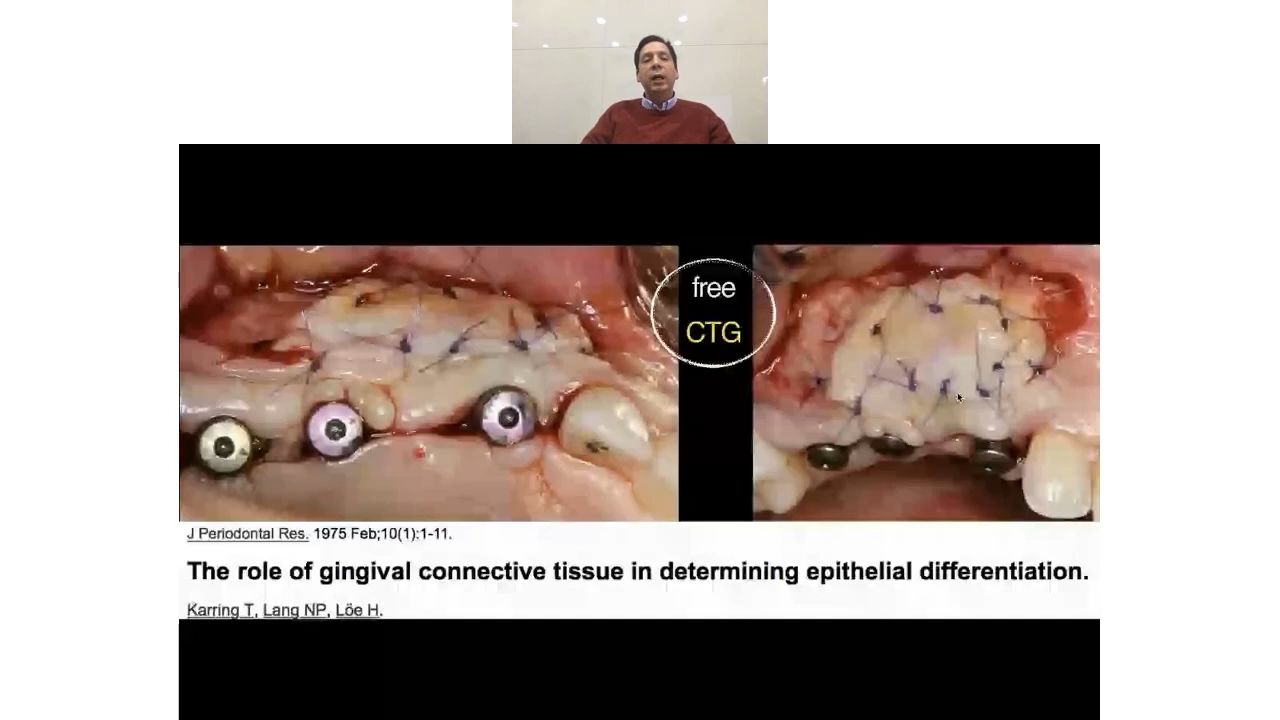 free
CTG
J Periodontal Res. 1975 Feb;10(1):1-11.
The role of gingival connective tissue in determining epithelial differentiation.
Karring T, Lang NP, Löe H.